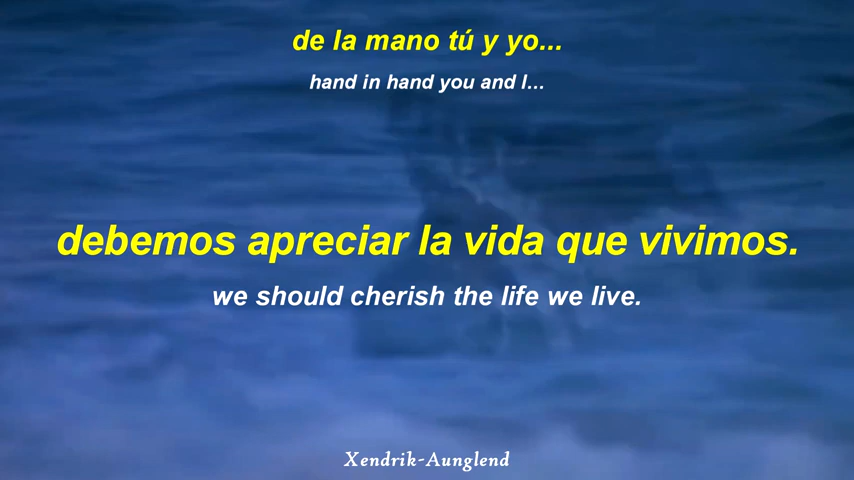 de la mano tú y yo...
hand in hand you and I...
debemos apreciar la vida que vivimos.
we should cherish the life we live.
Xendrik-Aunglend